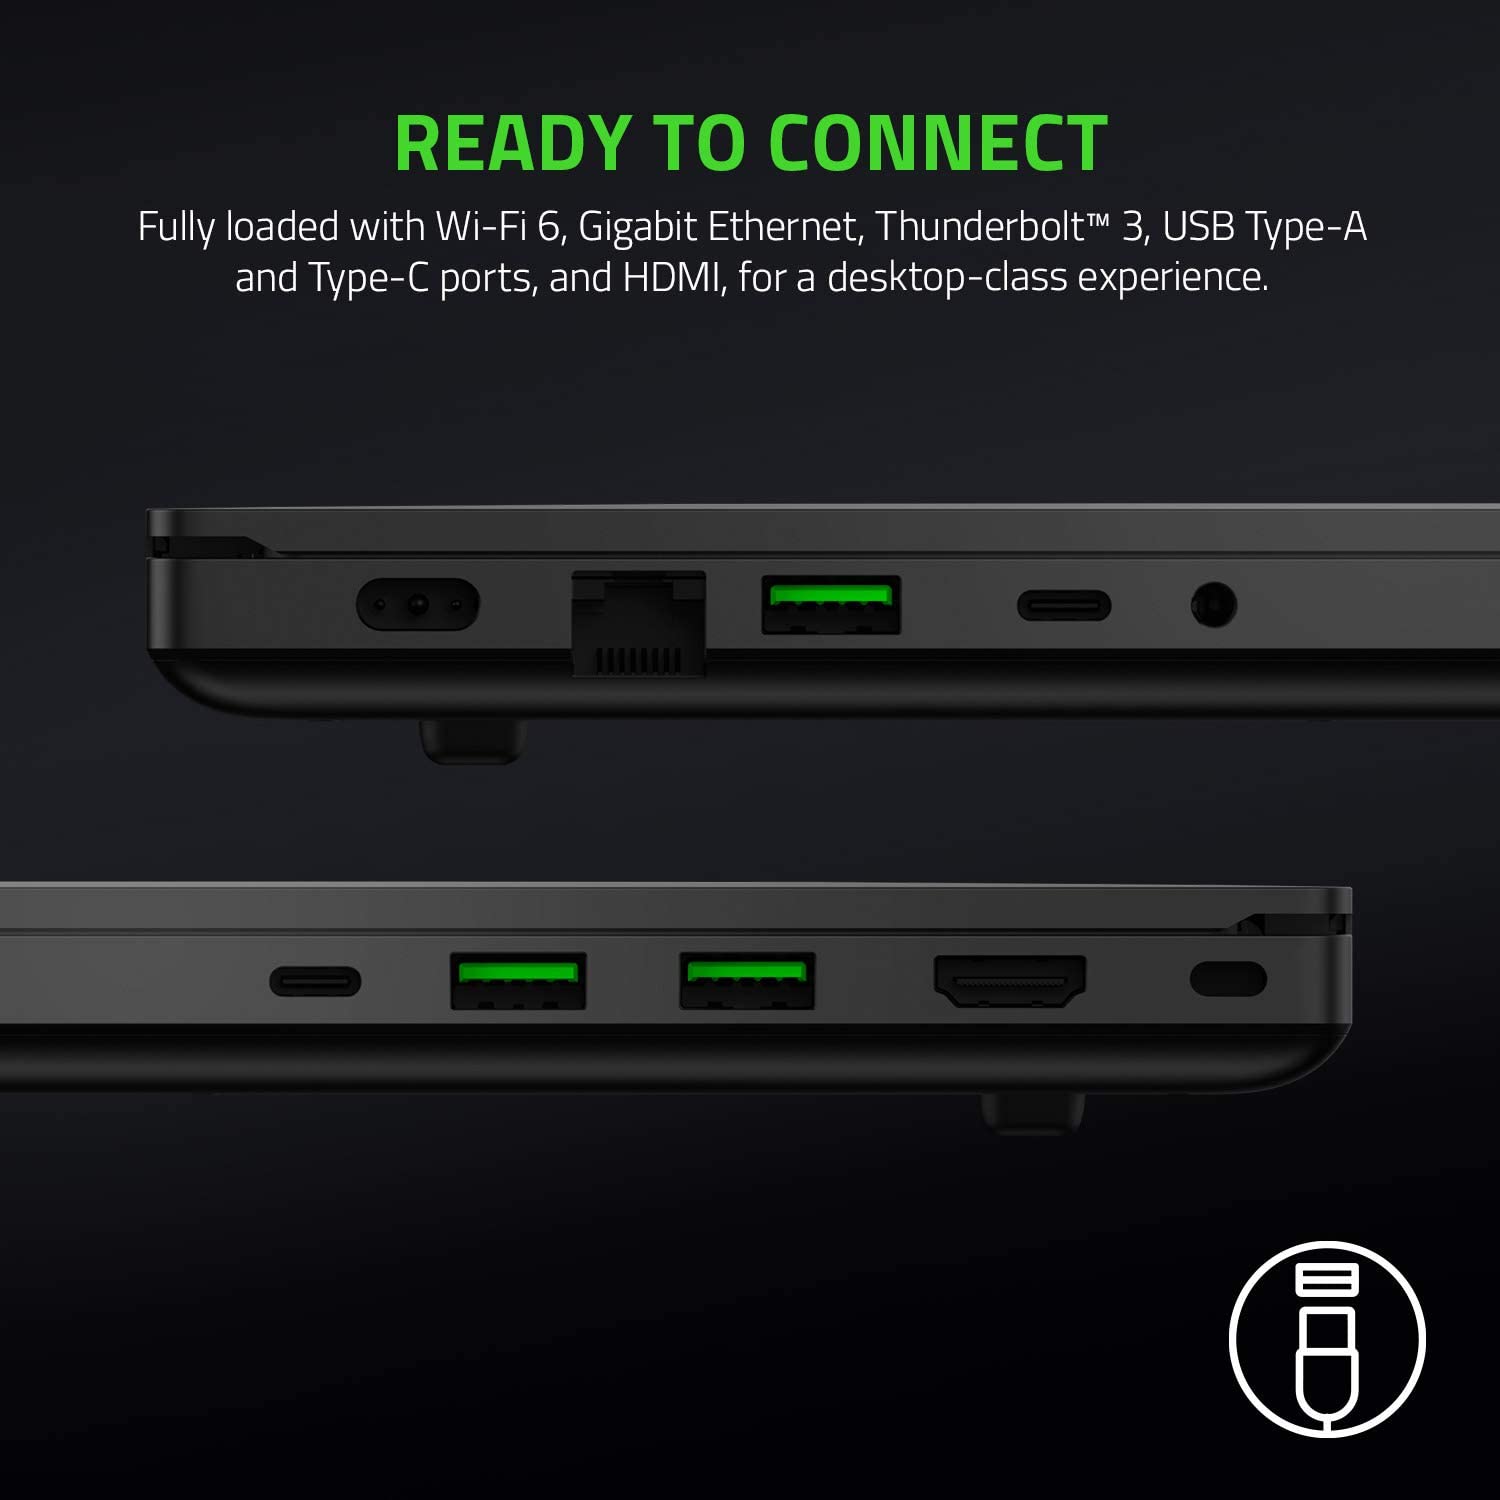 READY TO CONNECT
Fully loaded with Wi-Fi 6, Gigabit Ethernet, Thunderbolt™ 3, USB Type-A
and Type-C ports, and HDMI, for a desktop-class experience.